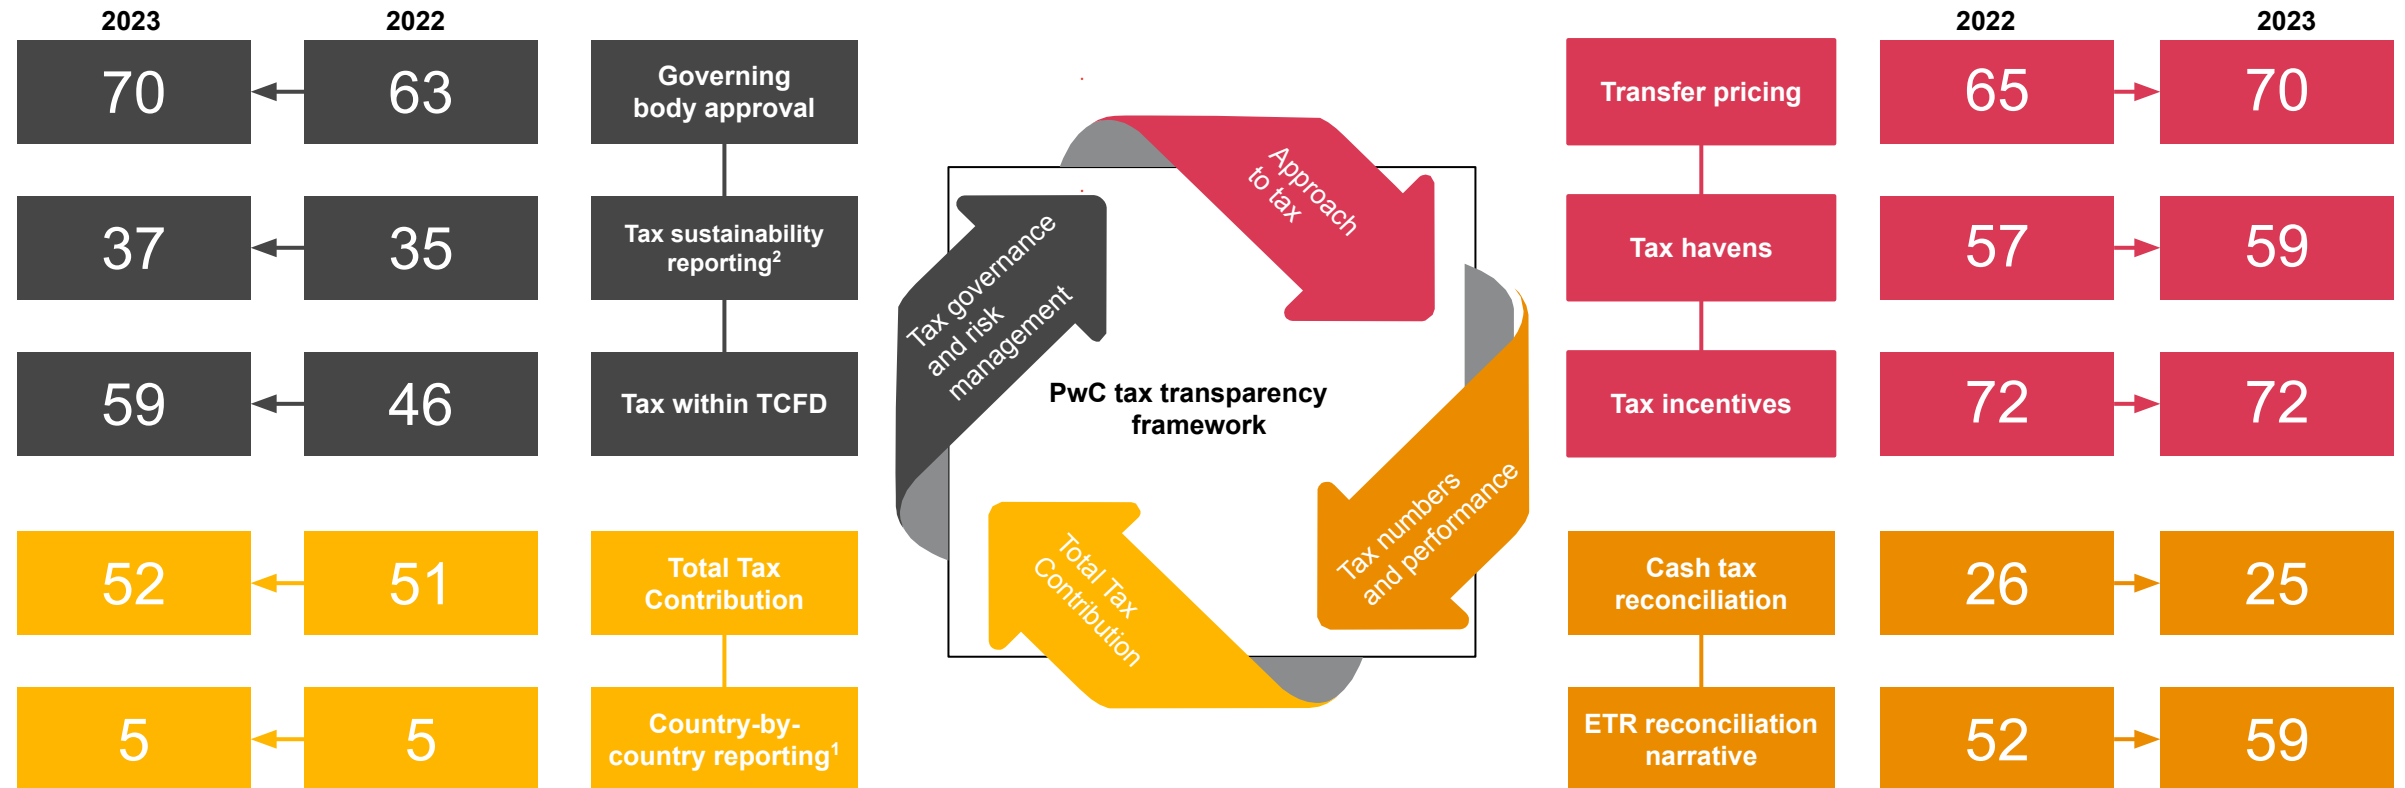 2023
2022
2022
2023
70
63
Governing
body approval
Transfer pricing
65
70
37
35
Tax sustainability
reporting2
Tax havens
57
59
59
46
Tax within TCFD
Tax incentives
72
72
52
51
Total Tax
Contribution
Cash tax
reconciliation
26
25
5
5
Country-by-
country reporting1
ETR reconciliation
narrative
52
59
Approach
to tax
Tax governance
and risk
management
PwC tax transparency
framework
Tax numbers
and performance
Total Tax
Contribution